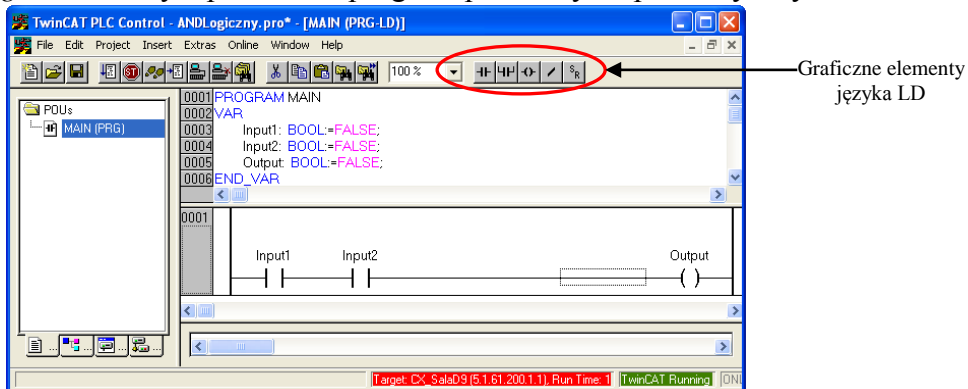 TwinCAT PLC Control - ANDLogiczny.pro* - [MAIN (PRG-LD)]
File Edit Project Insert Extras Online Window Help
100 %
S
R
Graficzne elementy
języka LD
POUs
MAIN (PRG)
0001 PROGRAM MAIN
0002 VAR
0003 Input1: BOOL:=FALSE;
0004 Input2: BOOL:=FALSE;
0005 Output: BOOL:=FALSE;
0006 END_VAR
0001
Input1 Input2 Output
Target: CX_SalaD9 (5.1.61.200.1.1), Run Time: 1 TwinCAT Running